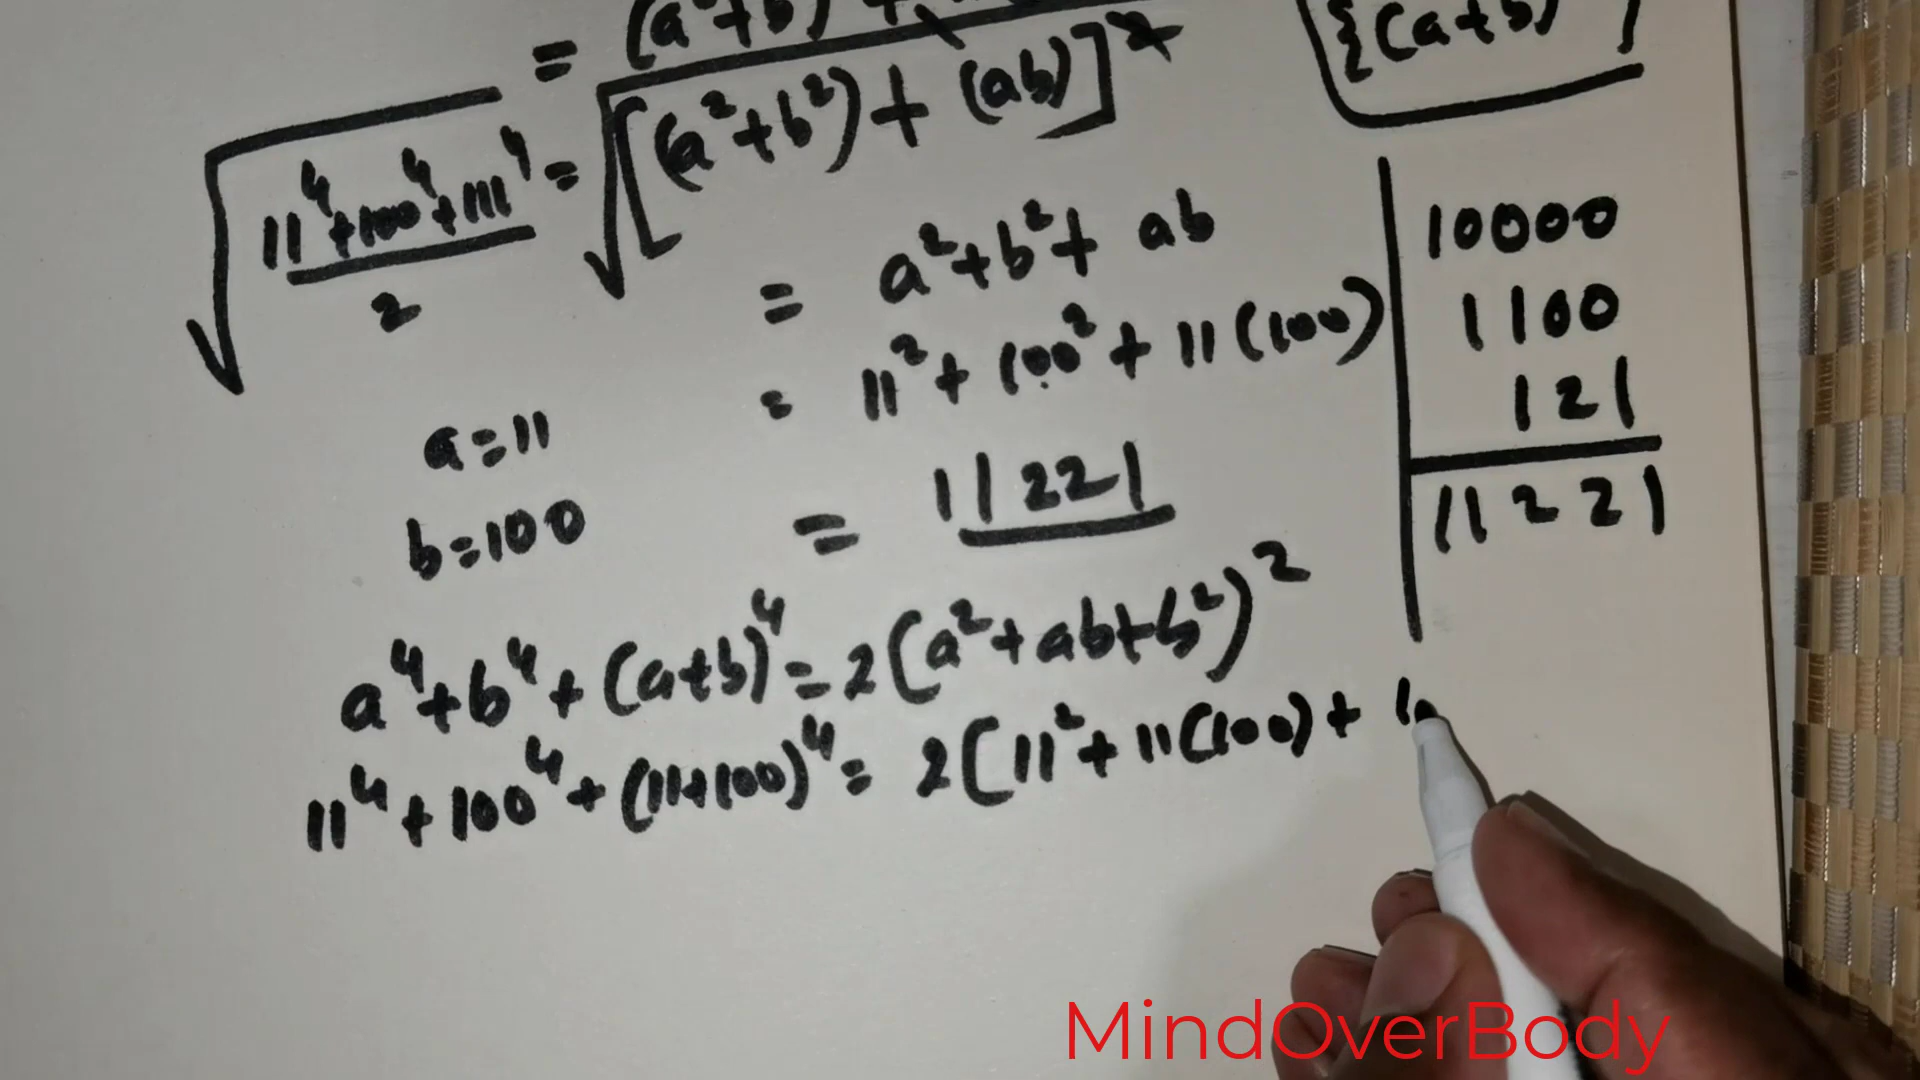 = (a²+b²)
{(a+b)² }
√((11⁴+100⁴+111⁴)/2) = √[(a²+b²) + (ab)]²
= a²+b²+ ab
= 11² + 100² + 11(100)
= 11221
a=11
b=100
10000
1100
121
11221
a⁴+b⁴+(a+b)⁴=2(a²+ab+b²)²
11⁴+100⁴+(11+100)⁴= 2(11²+11(100)+ 1
MindOverBody